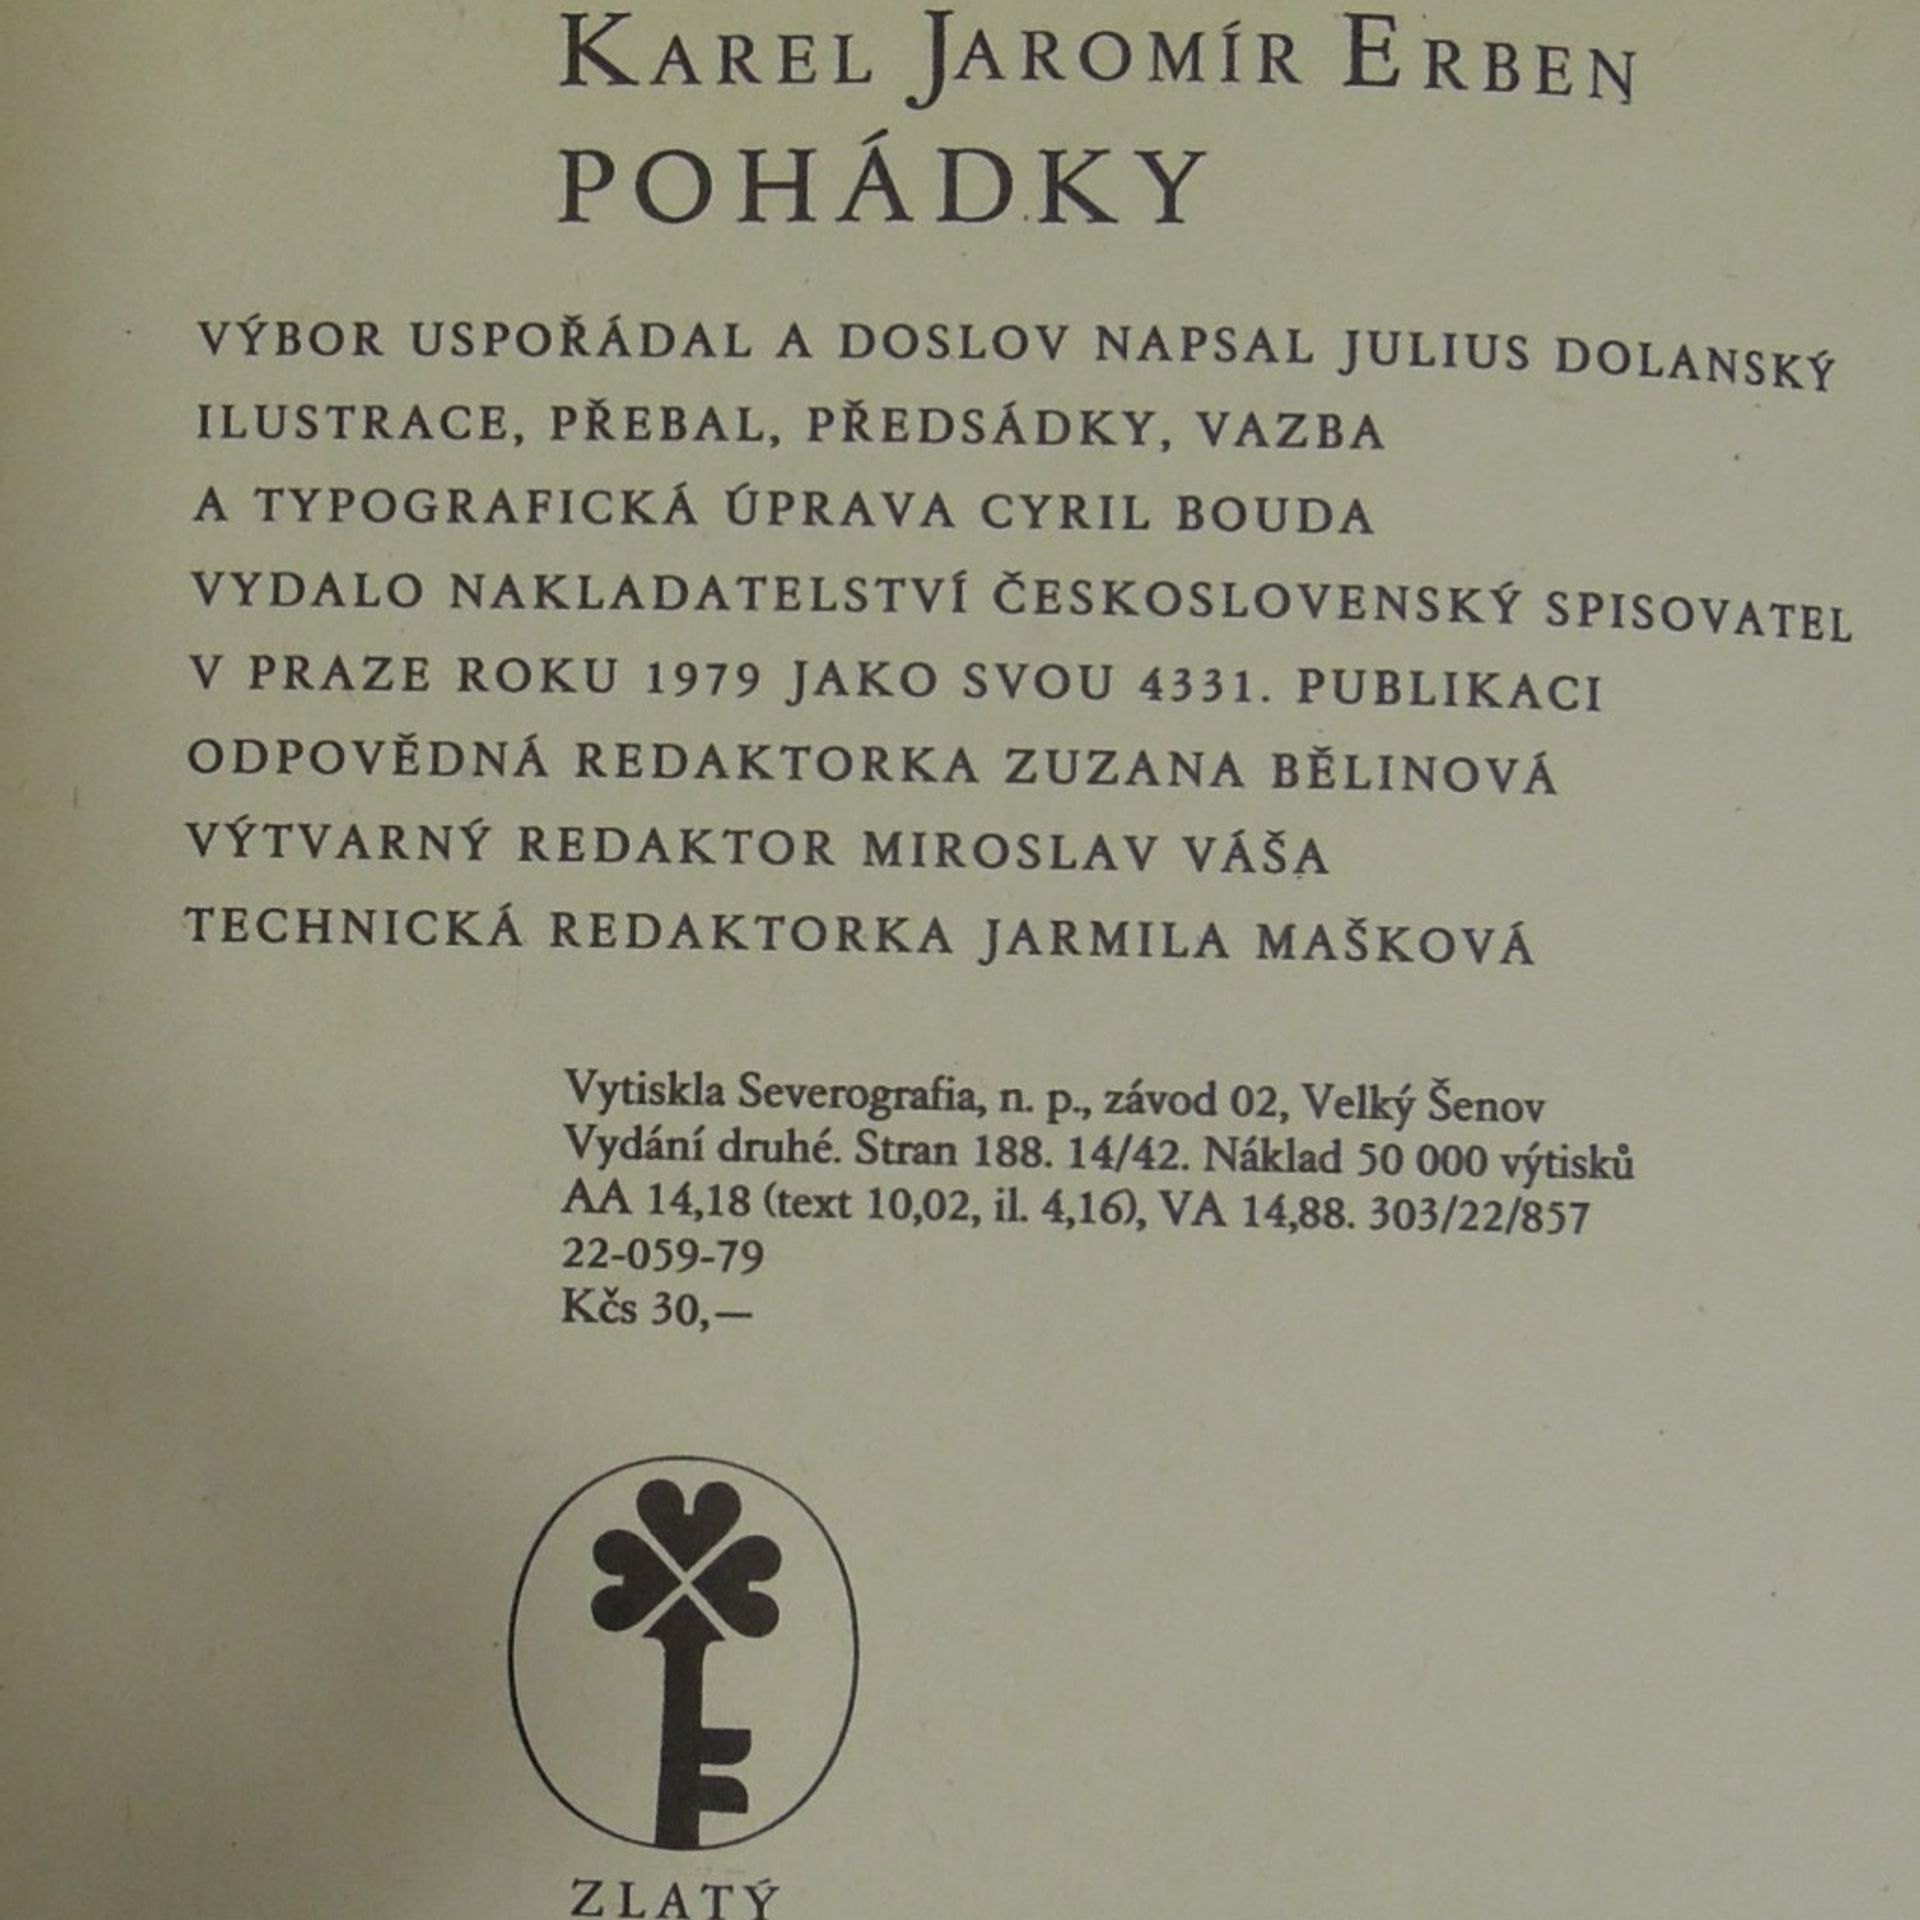 KAREL JAROMÍR ERBEN
POHÁDKY
VÝBOR USPOŘÁDAL A DOSLOV NAPSAL JULIUS DOLANSKÝ
ILUSTRACE, PŘEBAL, PŘEDSÁDKY, VAZBA
A TYPOGRAFICKÁ ÚPRAVA CYRIL BOUDA
VYDALO NAKLADATELSTVÍ ČESKOSLOVENSKÝ SPISOVATEL
V PRAZE ROKU 1979 JAKO SVOU 4331. PUBLIKACI
ODPOVĚDNÁ REDAKTORKA ZUZANA BĚLINOVÁ
VÝTVARNÝ REDAKTOR MIROSLAV VÁŠA
TECHNICKÁ REDAKTORKA JARMILA MAŠKOVÁ
Vytiskla Severografia, n. p., závod 02, Velký Šenov
Vydání druhé. Stran 188. 14/42. Náklad 50 000 výtisků
AA 14,18 (text 10,02, il. 4,16), VA 14,88. 303/22/857
22-059-79
Kčs 30,—
ZLATÝ